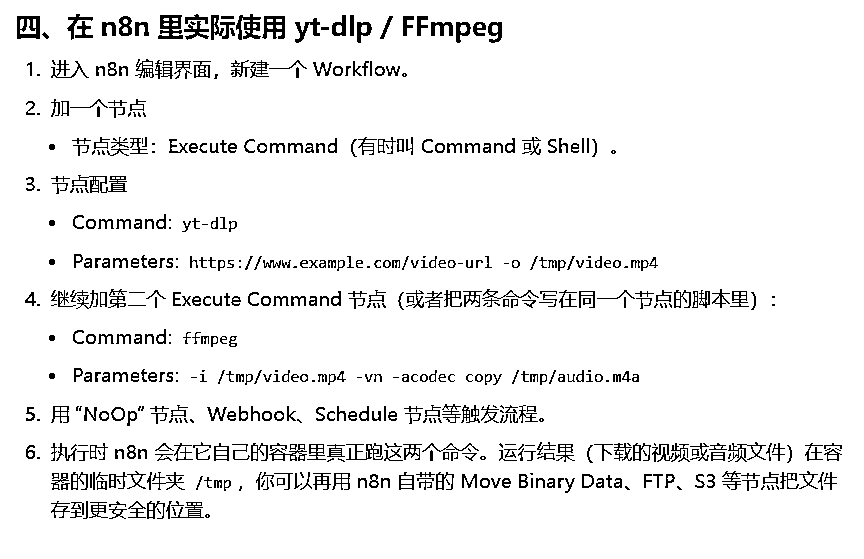 四、在 n8n 里实际使用 yt-dlp / FFmpeg
1. 进入 n8n 编辑界面，新建一个 Workflow。
2. 加一个节点
• 节点类型：Execute Command（有时叫 Command 或 Shell）。
3. 节点配置
• Command: yt-dlp
• Parameters: https://www.example.com/video-url -o /tmp/video.mp4
4. 继续加第二个 Execute Command 节点（或者把两条命令写在同一个节点的脚本里）：
• Command: ffmpeg
• Parameters: -i /tmp/video.mp4 -vn -acodec copy /tmp/audio.m4a
5. 用 “NoOp” 节点、Webhook、Schedule 节点等触发流程。
6. 执行时 n8n 会在它自己的容器里真正跑这两个命令。运行结果（下载的视频或音频文件）在容
器的临时文件夹 /tmp ，你可以再用 n8n 自带的 Move Binary Data、FTP、S3 等节点把文件
存到更安全的位置。